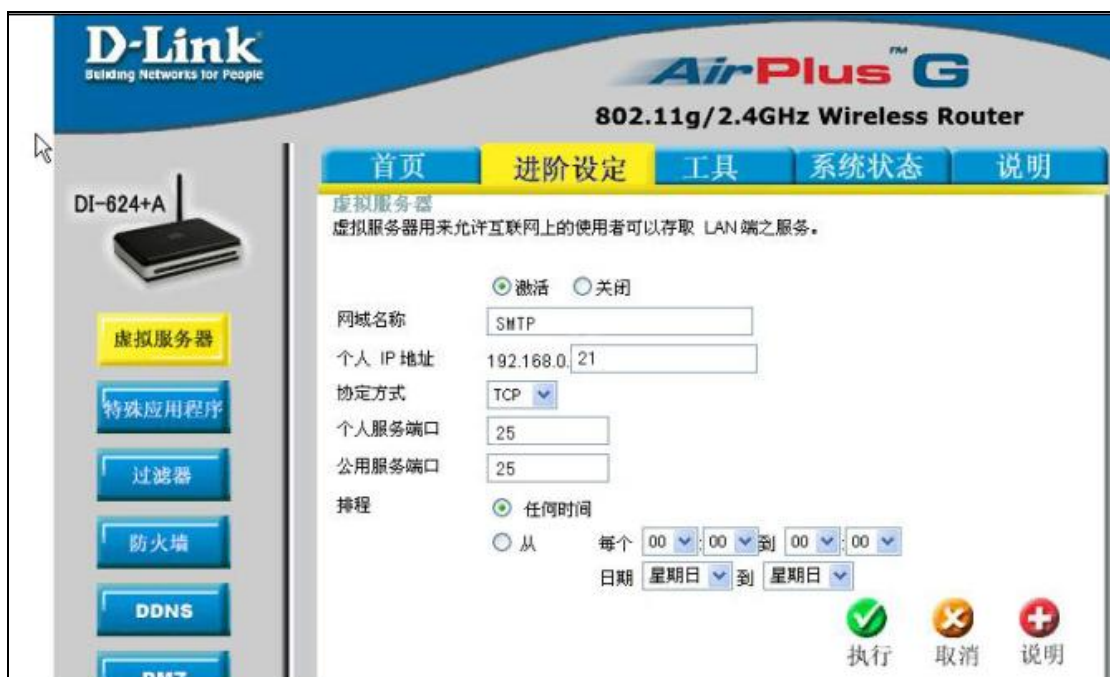 D-Link
Building Networks for People
AirPlus™G
802.11g/2.4GHz Wireless Router
DI-624+A
首页 进阶设定 工具 系统状态 说明
虚拟服务器
虚拟服务器用来允许互联网上的使用者可以存取 LAN 端之服务。
激活 关闭
网域名称 SMTP
个人 IP 地址 192.168.0. 21
协定方式 TCP
个人服务端口 25
公用服务端口 25
排程 任何时间
从 每个 00 : 00 到 00 : 00
日期 星期日 到 星期日
执行 取消 说明
虚拟服务器
特殊应用程序
过滤器
防火墙
DDNS
DMZ